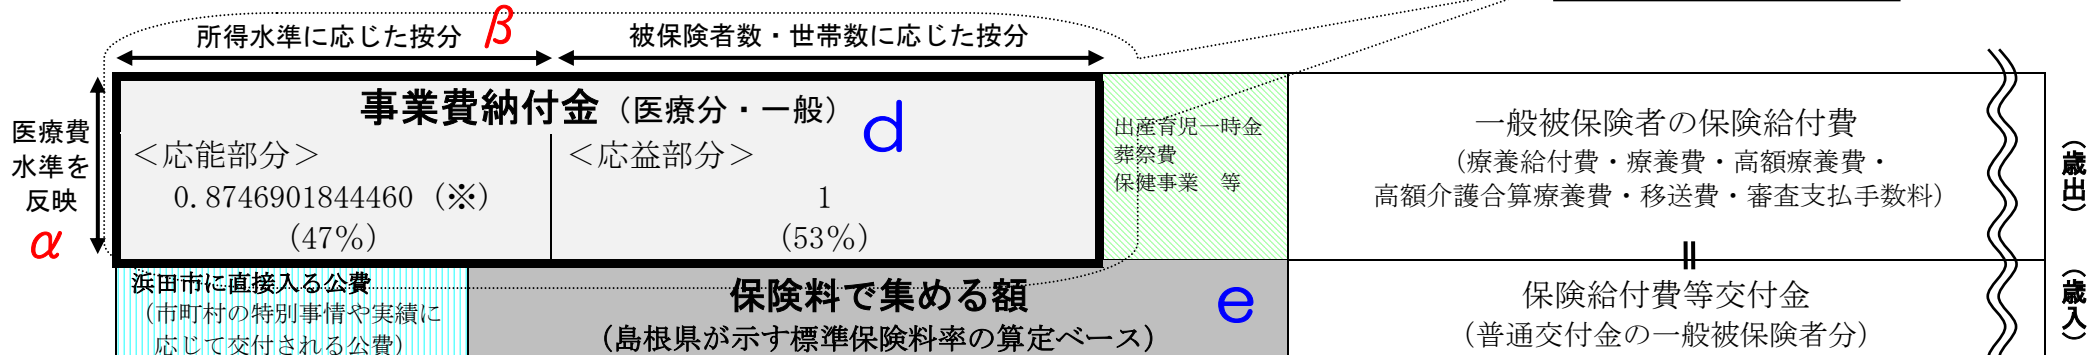 所得水準に応じた按分 β
被保険者数・世帯数に応じた按分
医療費
水準を
反映
α
事業費納付金（医療分・一般） d
＜応能部分＞
0.8746901844460（※）
(47％)
＜応益部分＞
1
(53％)
出産育児一時金
葬祭費
保健事業　等
一般被保険者の保険給付費
（療養給付費・療養費・高額療養費・
高額介護合算療養費・移送費・審査支払手数料）
（歳出）
＝
浜田市に直接入る公費
（市町村の特別事情や実績に
応じて交付される公費）
保険料で集める額 e
（島根県が示す標準保険料率の算定ベース）
保険給付費等交付金
（普通交付金の一般被保険者分）
（歳入）